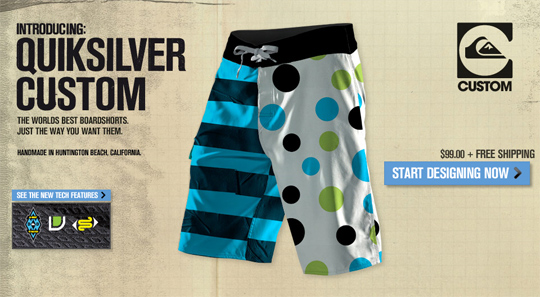 INTRODUCING:
QUIKSILVER
CUSTOM
THE WORLDS BEST BOARDSHORTS.
JUST THE WAY YOU WANT THEM.
HANDMADE IN HUNTINGTON BEACH, CALIFORNIA.
SEE THE NEW TECH FEATURES >
CUSTOM
$99.00 + FREE SHIPPING
START DESIGNING NOW >